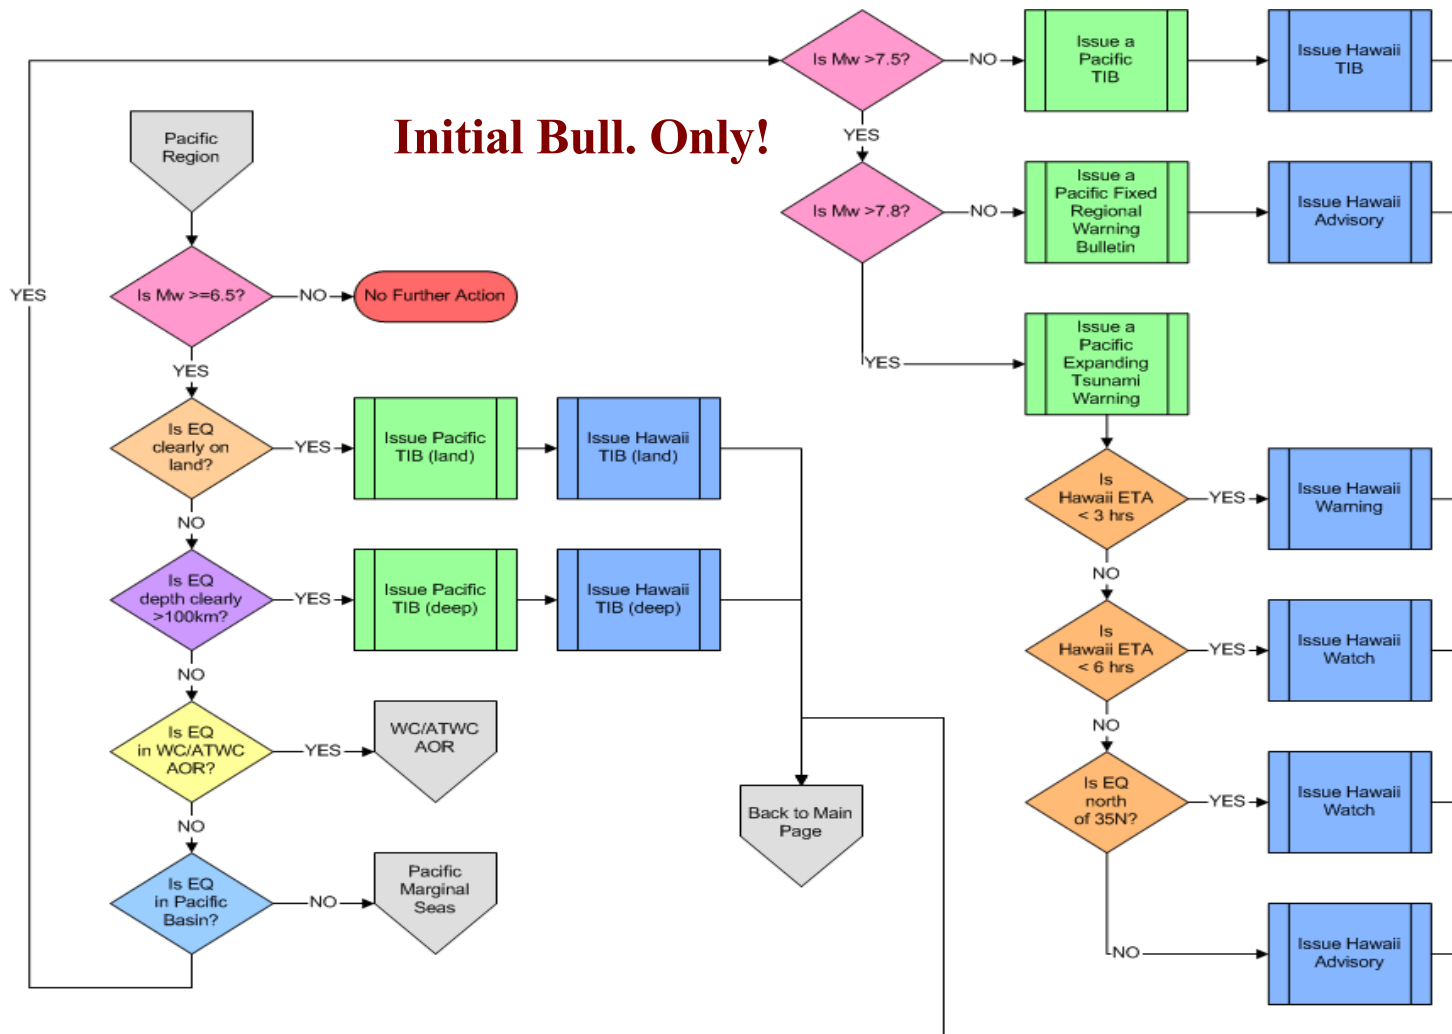 Initial Bull. Only!
Pacific
Region
Is Mw >=6.5?
NO
No Further Action
YES
Is EQ
clearly on
land?
YES
Issue Pacific
TIB (land)
Issue Hawaii
TIB (land)
NO
Is EQ
depth clearly
>100km?
YES
Issue Pacific
TIB (deep)
Issue Hawaii
TIB (deep)
NO
Is EQ
in WC/ATWC
AOR?
YES
WC/ATWC
AOR
NO
Is EQ
in Pacific
Basin?
NO
Pacific
Marginal
Seas
YES
Back to Main
Page
Is Mw >7.5?
NO
Issue a
Pacific
TIB
Issue Hawaii
TIB
YES
Is Mw >7.8?
NO
Issue a
Pacific Fixed
Regional
Warning
Bulletin
Issue Hawaii
Advisory
YES
Issue a
Pacific
Expanding
Tsunami
Warning
Is
Hawaii ETA
< 3 hrs
YES
Issue Hawaii
Warning
NO
Is
Hawaii ETA
< 6 hrs
YES
Issue Hawaii
Watch
NO
Is EQ
north
of 35N?
YES
Issue Hawaii
Watch
NO
Issue Hawaii
Advisory